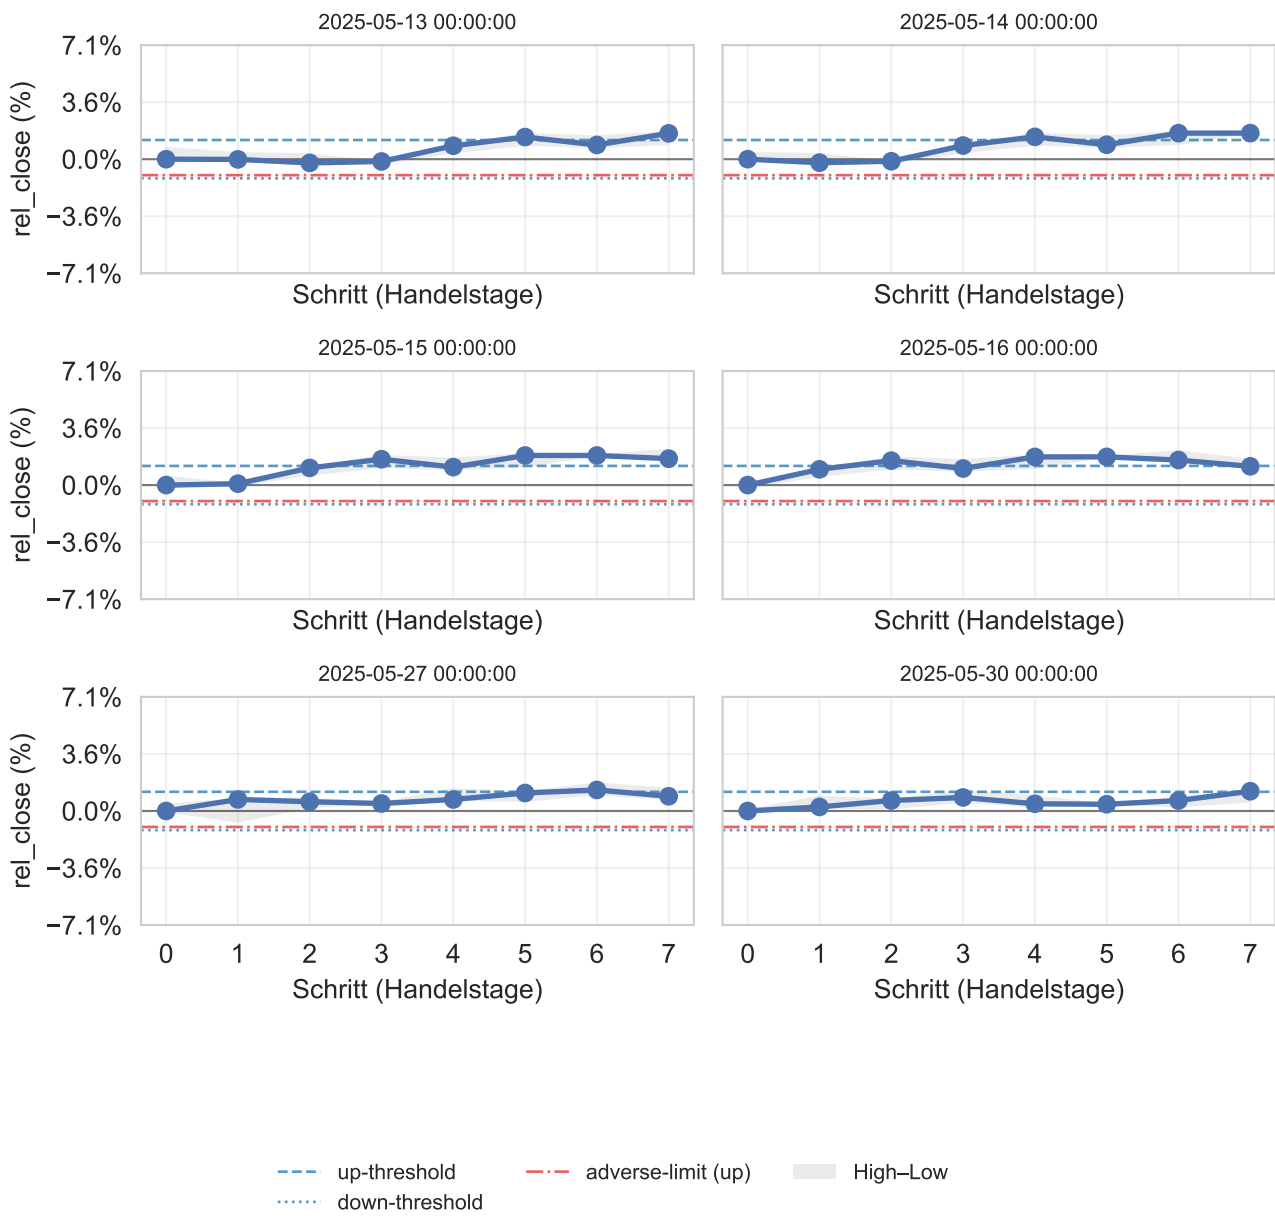 2025-05-13 00:00:00
2025-05-14 00:00:00
7.1%
3.6%
0.0%
−3.6%
−7.1%
rel_close (%)
Schritt (Handelstage)
Schritt (Handelstage)
2025-05-15 00:00:00
2025-05-16 00:00:00
7.1%
3.6%
0.0%
−3.6%
−7.1%
rel_close (%)
Schritt (Handelstage)
Schritt (Handelstage)
2025-05-27 00:00:00
2025-05-30 00:00:00
7.1%
3.6%
0.0%
−3.6%
−7.1%
rel_close (%)
0 1 2 3 4 5 6 7
0 1 2 3 4 5 6 7
Schritt (Handelstage)
Schritt (Handelstage)
up-threshold
down-threshold
adverse-limit (up)
High–Low